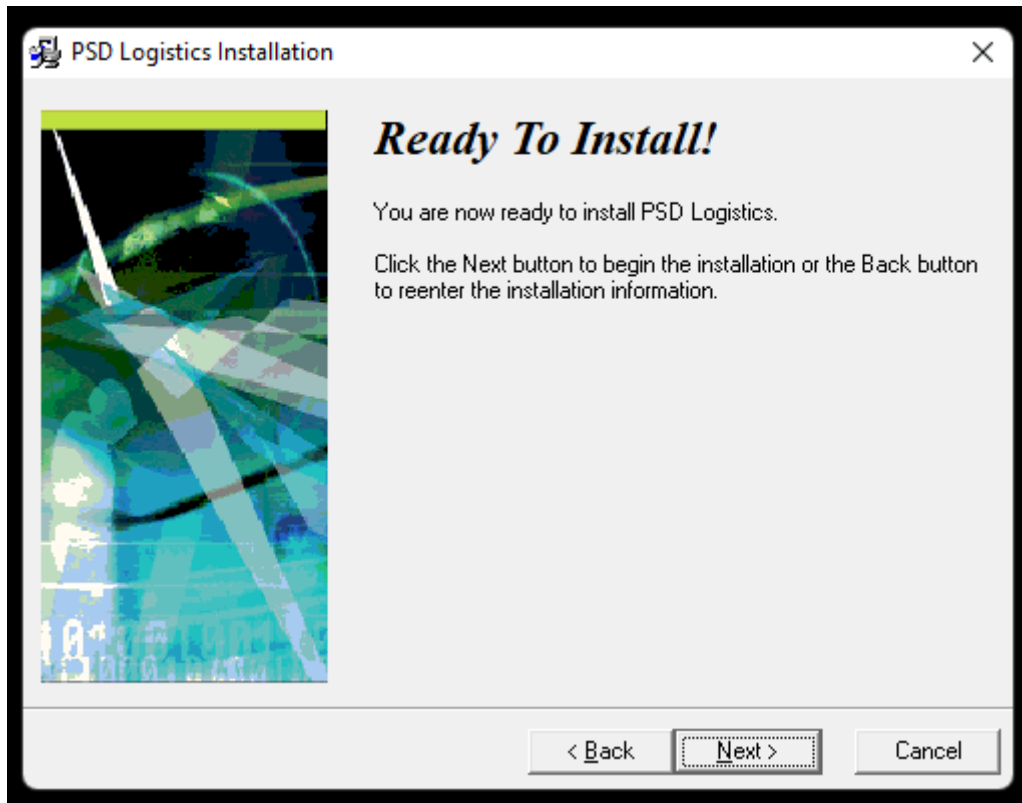 PSD Logistics Installation
Ready To Install!
You are now ready to install PSD Logistics.
Click the Next button to begin the installation or the Back button
to reenter the installation information.
< Back
Next >
Cancel